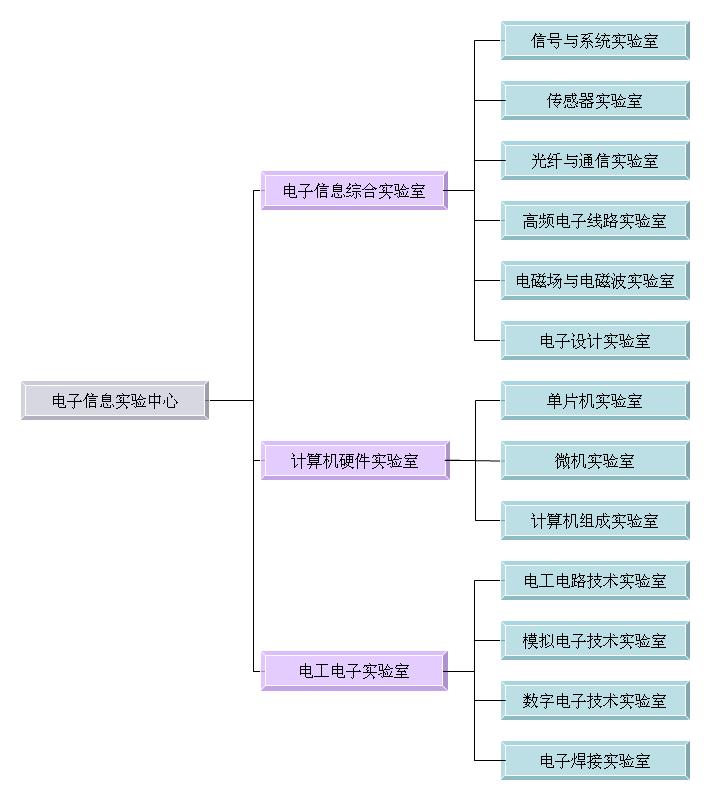 电子信息实验中心
电子信息综合实验室
信号与系统实验室
传感器实验室
光纤与通信实验室
高频电子线路实验室
电磁场与电磁波实验室
电子设计实验室
计算机硬件实验室
单片机实验室
微机实验室
计算机组成实验室
电工电子实验室
电工电路技术实验室
模拟电子技术实验室
数字电子技术实验室
电子焊接实验室